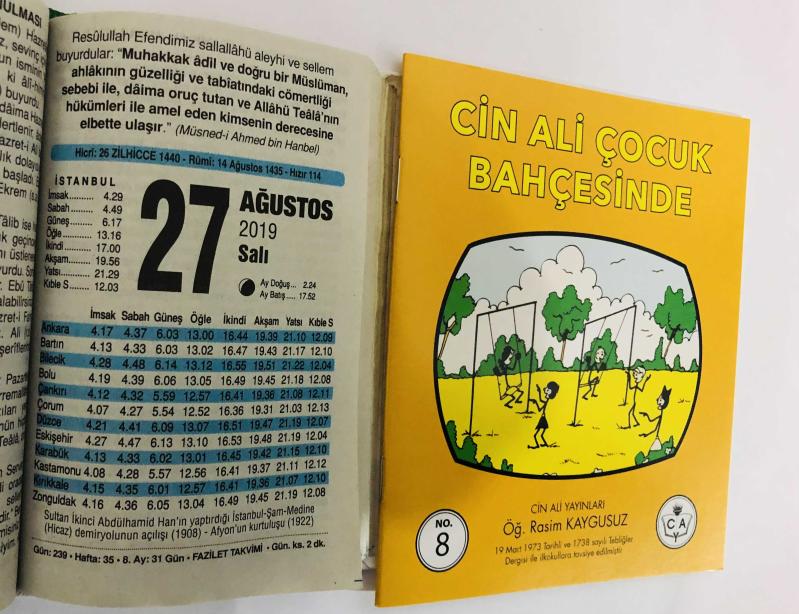 Resûlullah Efendimiz sallallâhü aleyhi ve sellem
buyurdular: "Muhakkak âdil ve doğru bir Müslüman,
ahlâkının güzelliği ve tabîatındaki cömertliği
sebebi ile, dâima oruç tutan ve Allâhü Teâlâ'nın
hükümleri ile amel eden kimsenin derecesine
elbette ulaşır." (Müsned-i Ahmed bin Hanbel)
Hicrî: 26 ZİLHİCCE 1440 - Rûmî: 14 Ağustos 1435 - Hızır 114
İSTANBUL
İmsak......... 4.29
Sabah ........ 4.49
Güneş........ 6.17
Öğle .......... 13.16
İkindi ......... 17.00
Akşam....... 19.56
Yatsı.......... 21.29
Kıble S ...... 12.03
27
AĞUSTOS
2019
Salı
Ay Doğuş... 2.24
Ay Batış..... 17.52
İmsak Sabah Güneş Öğle İkindi Akşam Yatsı Kıble S
Ankara 4.17 4.37 6.03 13.00 16.44 19.39 21.10 12.09
Bartın 4.13 4.33 6.03 13.02 16.47 19.43 21.17 12.10
Bilecik 4.28 4.48 6.14 13.12 16.55 19.51 21.22 12.04
Bolu 4.19 4.39 6.06 13.05 16.49 19.45 21.18 12.08
Çankırı 4.12 4.32 5.59 12.57 16.41 19.36 21.08 12.11
Çorum 4.07 4.27 5.54 12.52 16.36 19.31 21.03 12.13
Düzce 4.21 4.41 6.09 13.07 16.51 19.47 21.19 12.07
Eskişehir 4.27 4.47 6.13 13.10 16.53 19.48 21.19 12.04
Karabük 4.13 4.33 6.02 13.01 16.45 19.42 21.15 12.10
Kastamonu 4.08 4.28 5.57 12.56 16.41 19.37 21.11 12.12
Kırıkkale 4.15 4.35 6.01 12.57 16.41 19.36 21.07 12.10
Zonguldak 4.16 4.36 6.05 13.04 16.49 19.45 21.19 12.08
Sultan İkinci Abdülhamid Han'ın yaptırdığı İstanbul-Şam-Medine
(Hicaz) demiryolunun açılışı (1908) - Afyon'un kurtuluşu (1922)
Gün: 239 • Hafta: 35 • 8. Ay: 31 Gün • FAZİLET TAKVİMİ • Gün. ks. 2 dk.
CİN ALİ ÇOCUK
BAHÇESİNDE
CİN ALİ YAYINLARI
Öğ. Rasim KAYGUSUZ
19 Mart 1973 Tarihli ve 1738 sayılı Tebliğler
Dergisi ile ilkokullara tavsiye edilmiştir
NO.
8
C A
Y